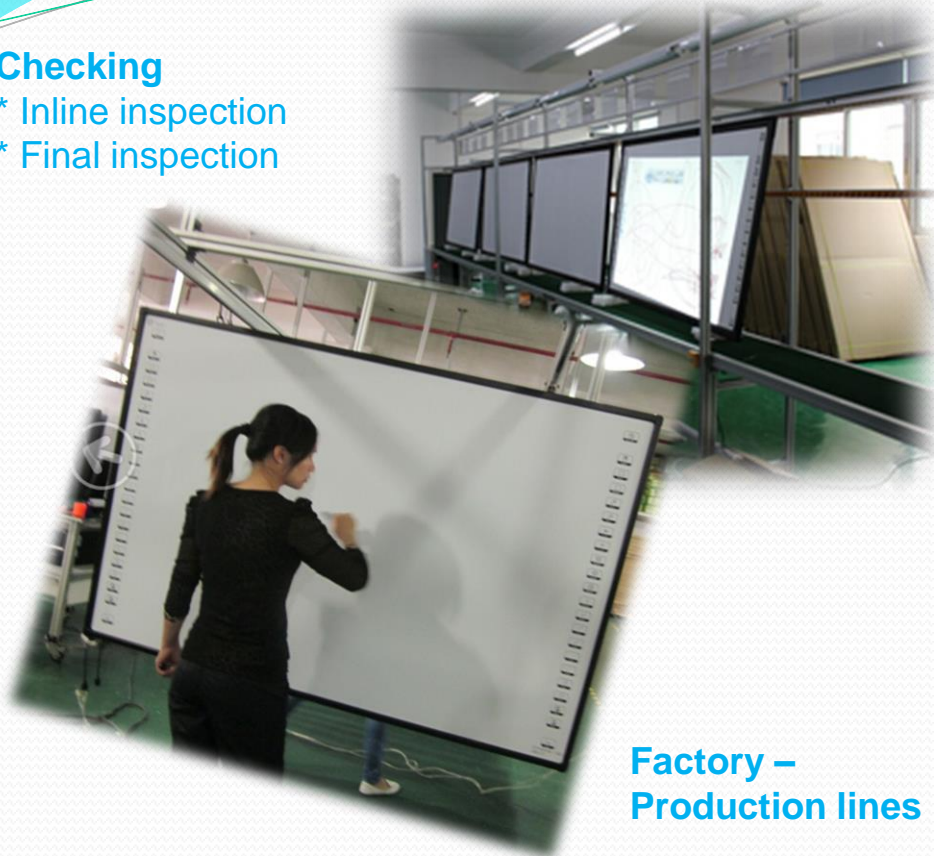 Checking
* Inline inspection
* Final inspection
Factory –
Production lines